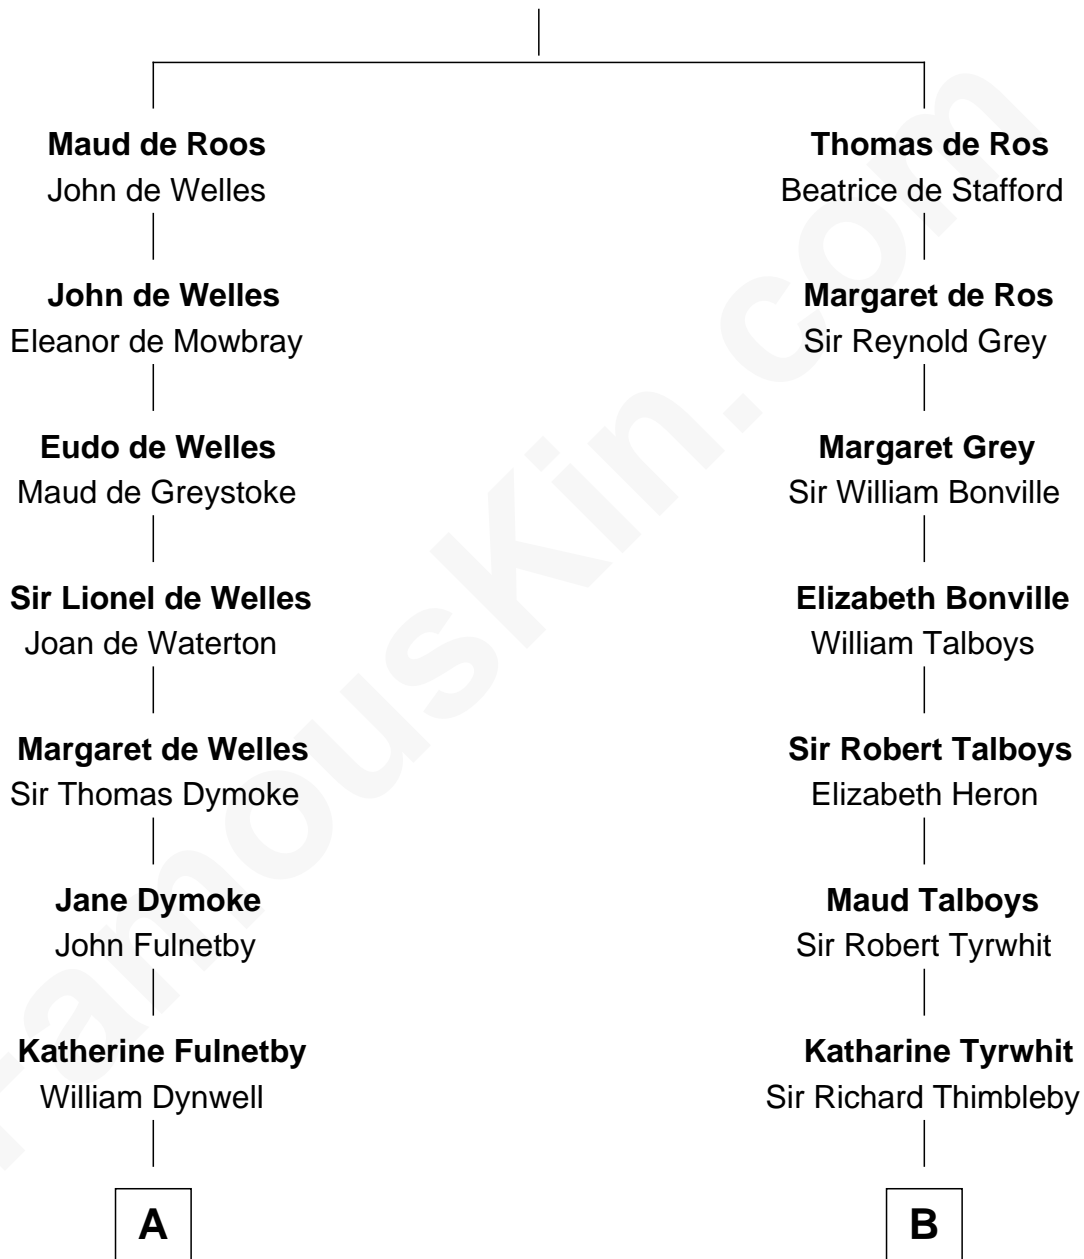 Maud de Roos
John de Welles
John de Welles
Eleanor de Mowbray
Eudo de Welles
Maud de Greystoke
Sir Lionel de Welles
Joan de Waterton
Margaret de Welles
Sir Thomas Dymoke
Jane Dymoke
John Fulnetby
Katherine Fulnetby
William Dynwell
A
Thomas de Ros
Beatrice de Stafford
Margaret de Ros
Sir Reynold Grey
Margaret Grey
Sir William Bonville
Elizabeth Bonville
William Talboys
Sir Robert Talboys
Elizabeth Heron
Maud Talboys
Sir Robert Tyrwhit
Katharine Tyrwhit
Sir Richard Thimbleby
B
FamousKin.com